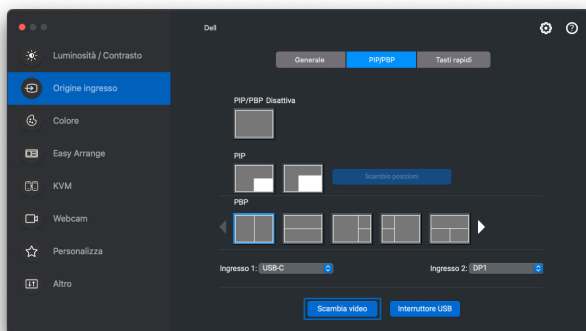 Dell
Luminosità / Contrasto
Origine ingresso
Colore
Easy Arrange
KVM
Webcam
Personalizza
Altro
Generale
PIP/PBP
Tasti rapidi
PIP/PBP Disattiva
PIP
Scambio posizioni
PBP
Ingresso 1: USB-C
Ingresso 2: DP1
Scambia video
Interruttore USB